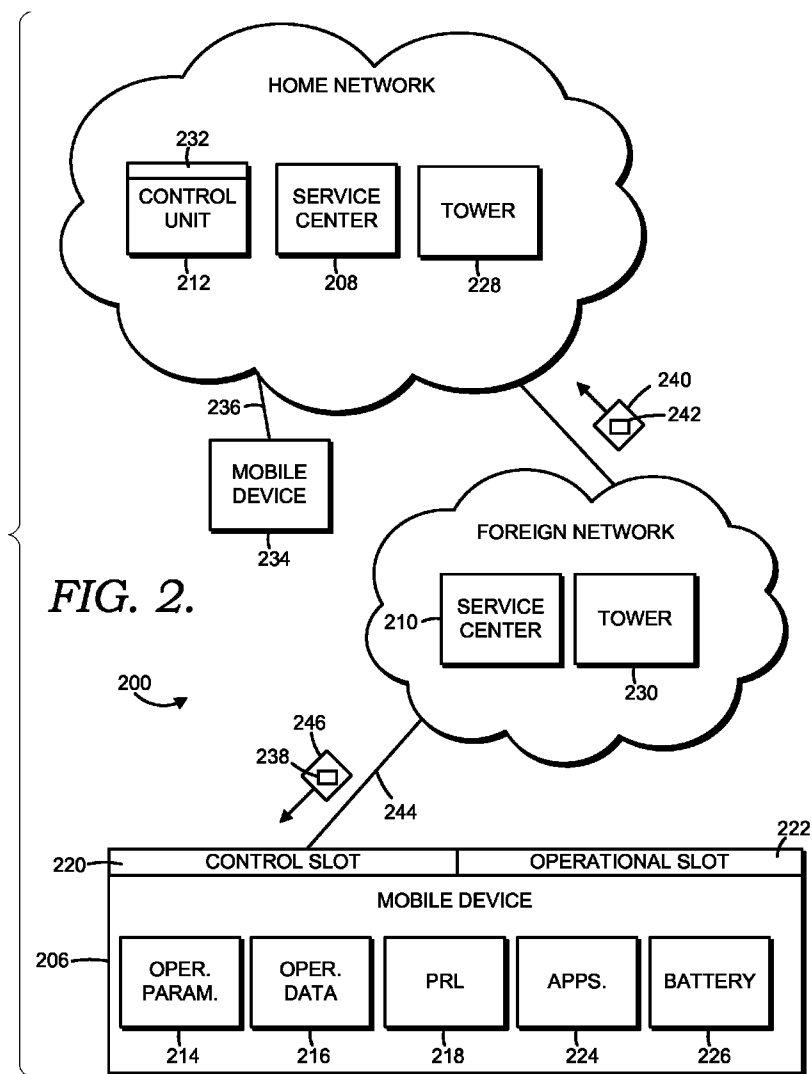 HOME NETWORK
232
CONTROL
UNIT
212
SERVICE
CENTER
208
TOWER
228
236
MOBILE
DEVICE
234
240
242
FOREIGN NETWORK
210
SERVICE
CENTER
TOWER
230
FIG. 2.
200
246
238
244
222
220
CONTROL SLOT
OPERATIONAL SLOT
MOBILE DEVICE
206
OPER.
PARAM.
214
OPER.
DATA
216
PRL
218
APPS.
224
BATTERY
226